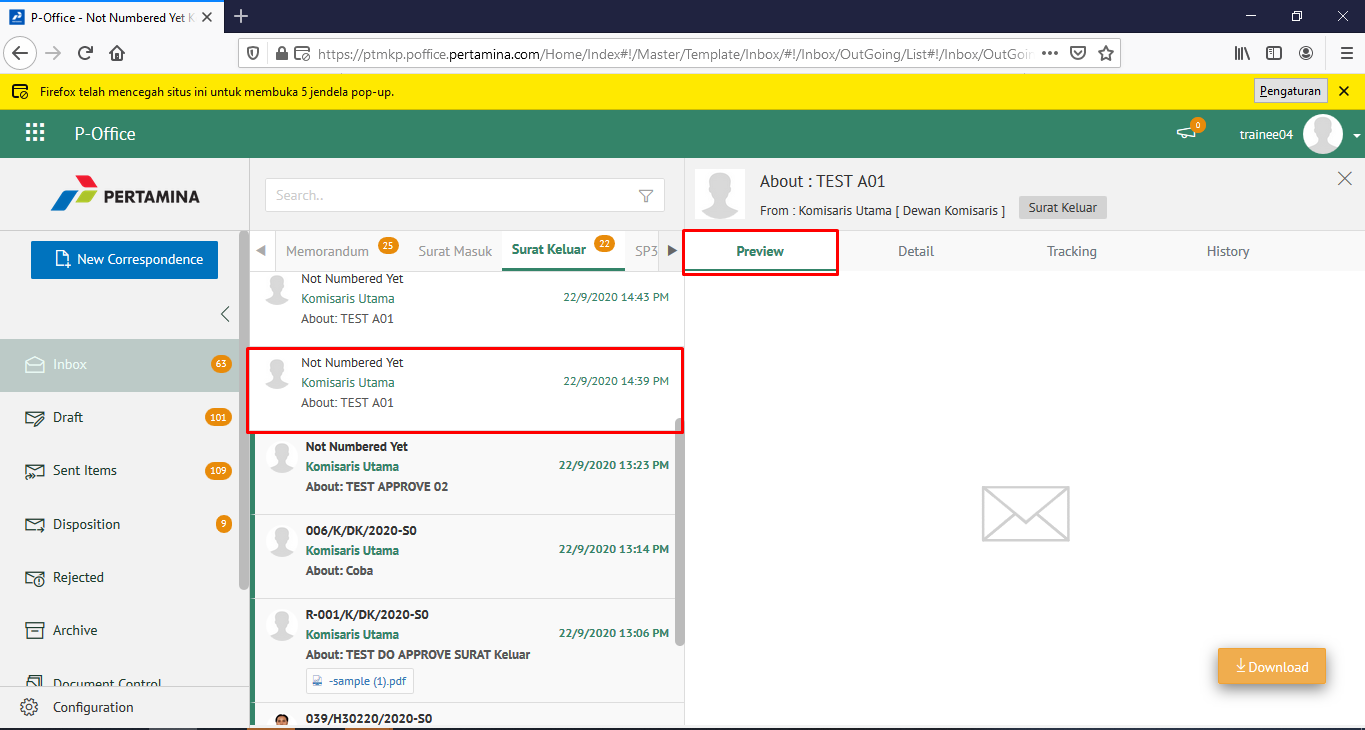 P-Office - Not Numbered Yet K
https://ptmkp.poffice.pertamina.com/Home/Index#!/Master/Template/Inbox/#!/Inbox/OutGoing/List#!/Inbox/OutGoin
Firefox telah mencegah situs ini untuk membuka 5 jendela pop-up.
Pengaturan
P-Office
0
trainee04
PERTAMINA
New Correspondence
Inbox 63
Draft 101
Sent Items 109
Disposition 9
Rejected
Archive
Document Control
Configuration
Search..
Memorandum 25 Surat Masuk Surat Keluar 22 SP3
Not Numbered Yet
Komisaris Utama 22/9/2020 14:43 PM
About: TEST A01
Not Numbered Yet
Komisaris Utama 22/9/2020 14:39 PM
About: TEST A01
Not Numbered Yet
Komisaris Utama 22/9/2020 13:23 PM
About: TEST APPROVE 02
006/K/DK/2020-S0
Komisaris Utama 22/9/2020 13:14 PM
About: Coba
R-001/K/DK/2020-S0
Komisaris Utama 22/9/2020 13:06 PM
About: TEST DO APPROVE SURAT Keluar
-sample (1).pdf
039/H30220/2020-S0
About : TEST A01
From : Komisaris Utama [ Dewan Komisaris ] Surat Keluar
Preview Detail Tracking History
Download